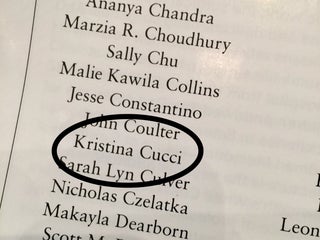 Ananya Chandra
Marzia R. Choudhury
Sally Chu
Malie Kawila Collins
Jesse Constantino
John Coulter
Kristina Cucci
Sarah Lyn Culver
Nicholas Czelatka
Makayla Dearborn
Leon